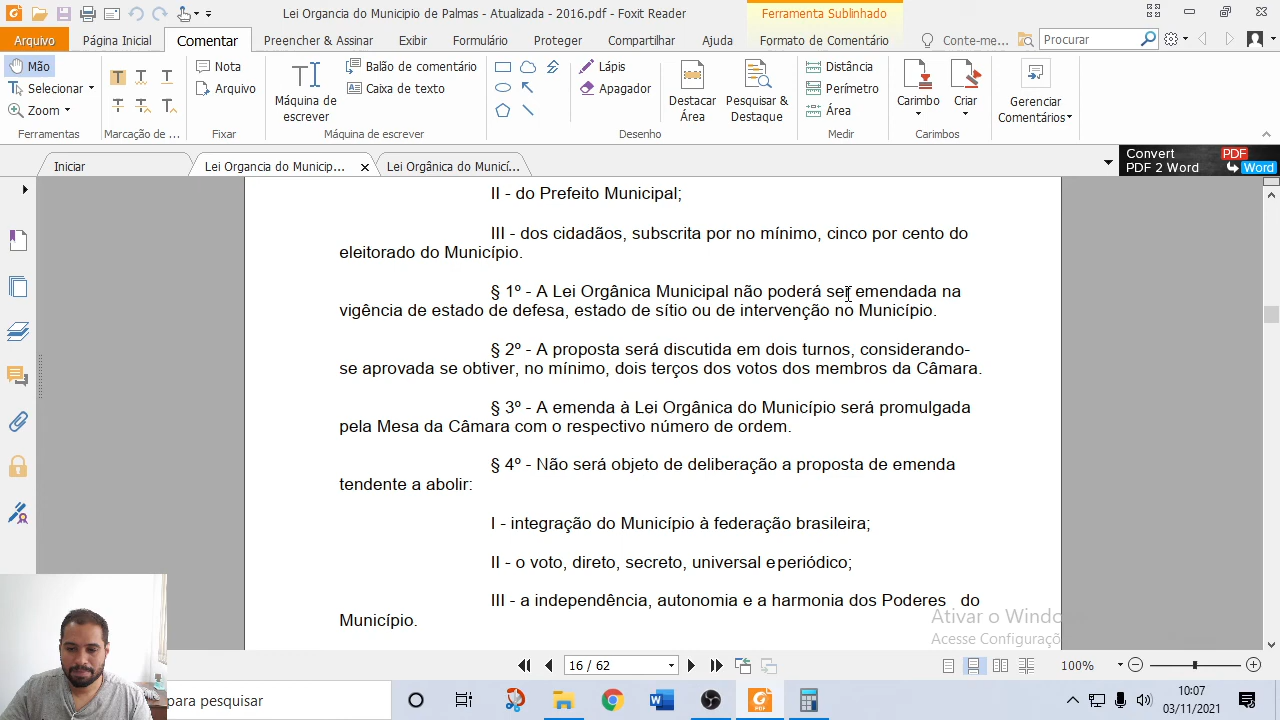 Lei Organcia do Municipio de Palmas - Atualizada - 2016.pdf - Foxit Reader
Ferramenta Sublinhado
Arquivo
Página Inicial
Comentar
Preencher & Assinar
Exibir
Formulário
Proteger
Compartilhar
Formato de Comentário
Conte-me...
Procurar
Mão
Selecionar
Zoom
Ferramentas
Marcação de ...
Nota
Arquivo
Fixar
Máquina de
escrever
Balão de comentário
Caixa de texto
Máquina de escrever
Lápis
Apagador
Desenho
Destacar
Área
Pesquisar &
Destaque
Distância
Perímetro
Área
Medir
Carimbo
Criar
Carimbos
Gerenciar
Comentários
Iniciar
Lei Organcia do Municip...
Lei Orgânica do Munici...
Convert PDF
PDF 2 Word Word
II - do Prefeito Municipal;
III - dos cidadãos, subscrita por no mínimo, cinco por cento do
eleitorado do Município.
§ 1º - A Lei Orgânica Municipal não poderá ser emendada na
vigência de estado de defesa, estado de sítio ou de intervenção no Município.
§ 2º - A proposta será discutida em dois turnos, considerando-
se aprovada se obtiver, no mínimo, dois terços dos votos dos membros da Câmara.
§ 3º - A emenda à Lei Orgânica do Município será promulgada
pela Mesa da Câmara com o respectivo número de ordem.
§ 4º - Não será objeto de deliberação a proposta de emenda
tendente a abolir:
I - integração do Município à federação brasileira;
II - o voto, direto, secreto, universal e periódico;
III - a independência, autonomia e a harmonia dos Poderes do
Município.
Ativar o Windo
Acesse Configuraçõ
16 / 62
100%
para pesquisar
10:07
03/11/2021